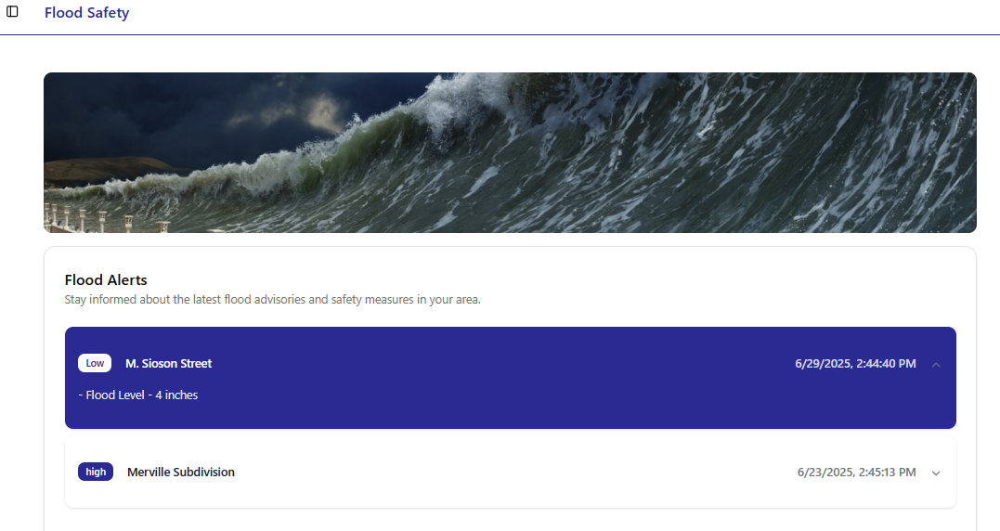 Flood Safety
Flood Alerts
Stay informed about the latest flood advisories and safety measures in your area.
Low M. Sioson Street 6/29/2025, 2:44:40 PM
- Flood Level - 4 inches
high Merville Subdivision 6/23/2025, 2:45:13 PM